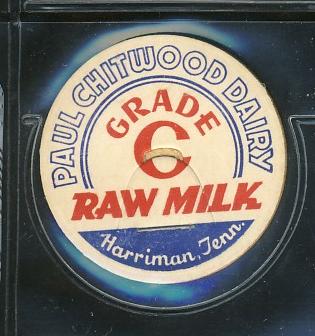 PAUL CHITWOOD DAIRY
GRADE
C
RAW MILK
Harriman, Tenn.